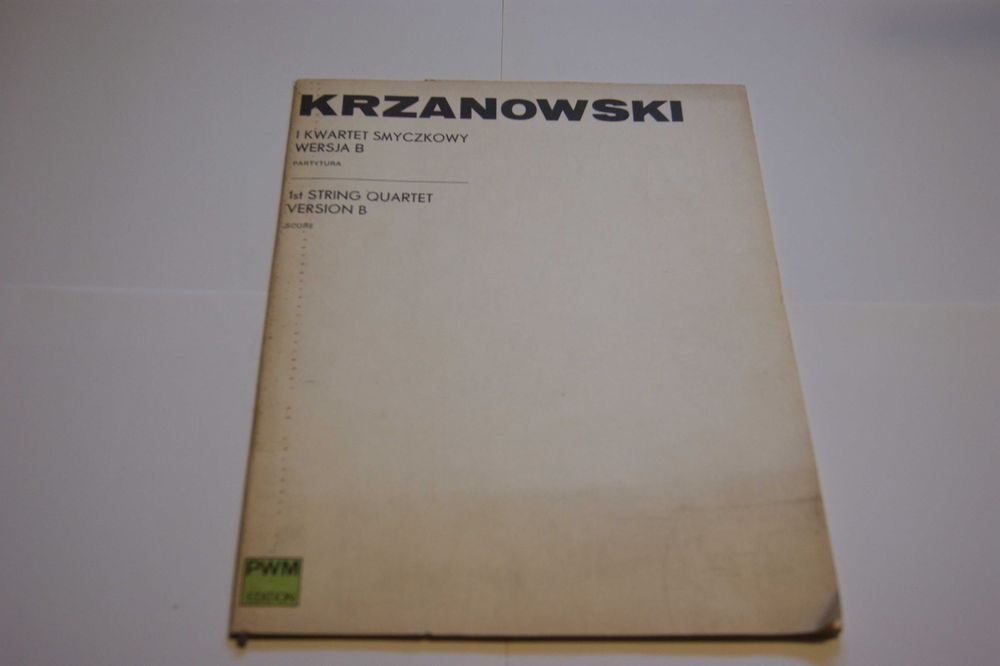 KRZANOWSKI
I KWARTET SMYCZKOWY
WERSJA B
PARTYTURA
1st STRING QUARTET
VERSION B
SCORE
PWM
EDITION